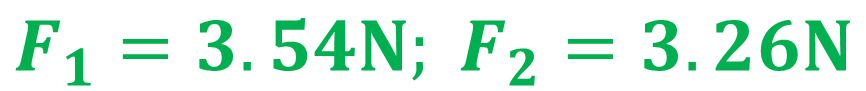 F₁ = 3.54N; F₂ = 3.26N